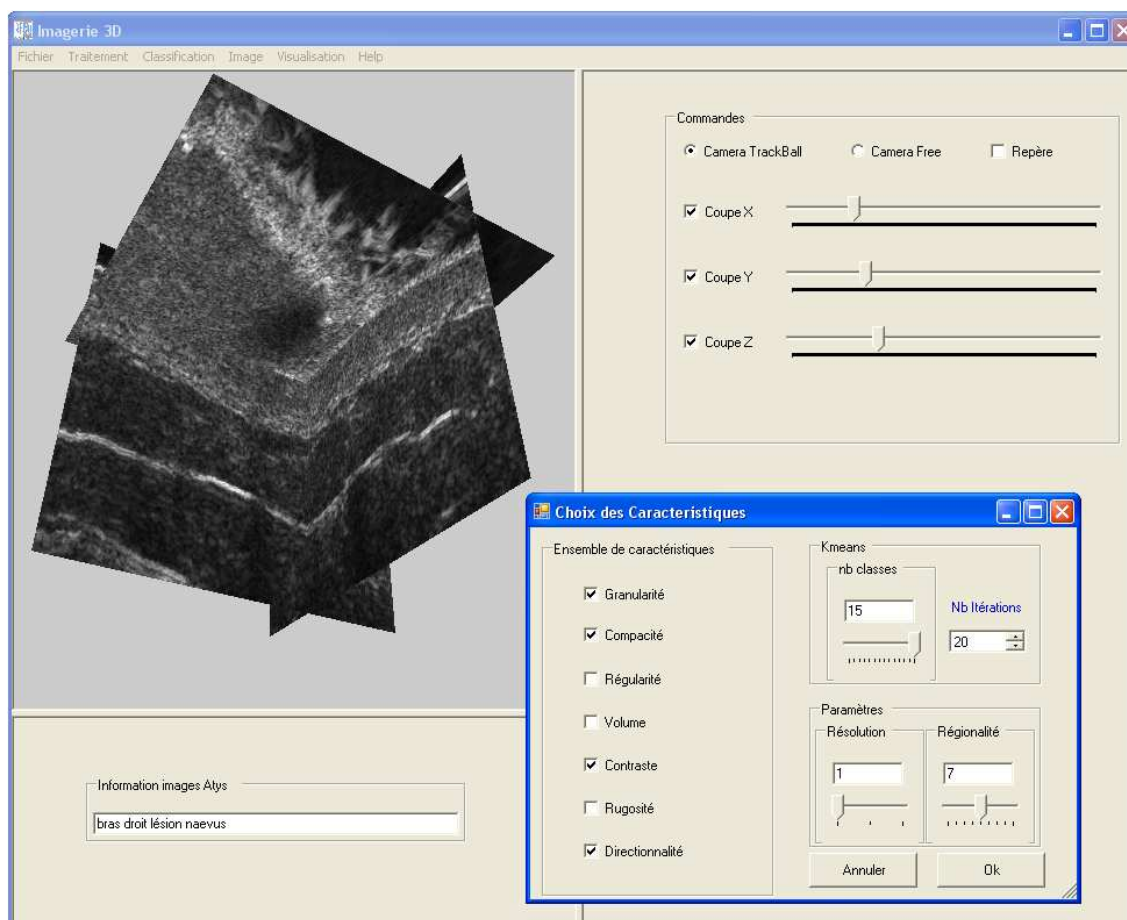 Imagerie 3D
Fichier Traitement Classification Image Visualisation Help
Commandes
Camera TrackBall Camera Free Repère
Coupe X
Coupe Y
Coupe Z
Choix des Caracteristiques
Ensemble de caractéristiques
Granularité
Compacité
Régularité
Volume
Contraste
Rugosité
Directionnalité
Kmeans
nb classes
15
Nb Itérations
20
Paramètres
Résolution
1
Régionalité
7
Annuler Ok
Information images Atys
bras droit lésion naevus